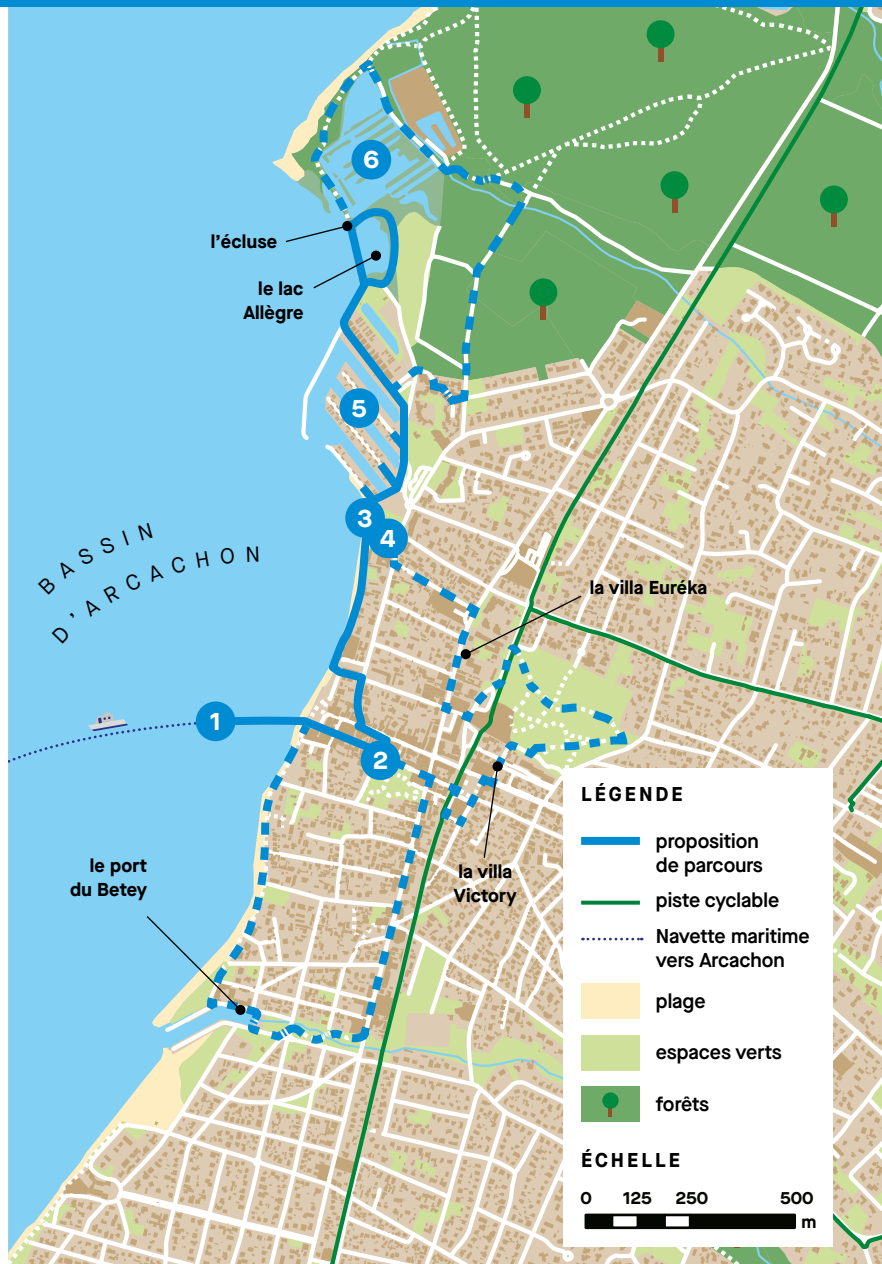 6
l'écluse
le lac
Allègre
5
3
4
BASSIN
D'ARCACHON
la villa Euréka
1
2
le port
du Betey
la villa
Victory
LÉGENDE
proposition
de parcours
piste cyclable
Navette maritime
vers Arcachon
plage
espaces verts
forêts
ÉCHELLE
0 125 250 500
m